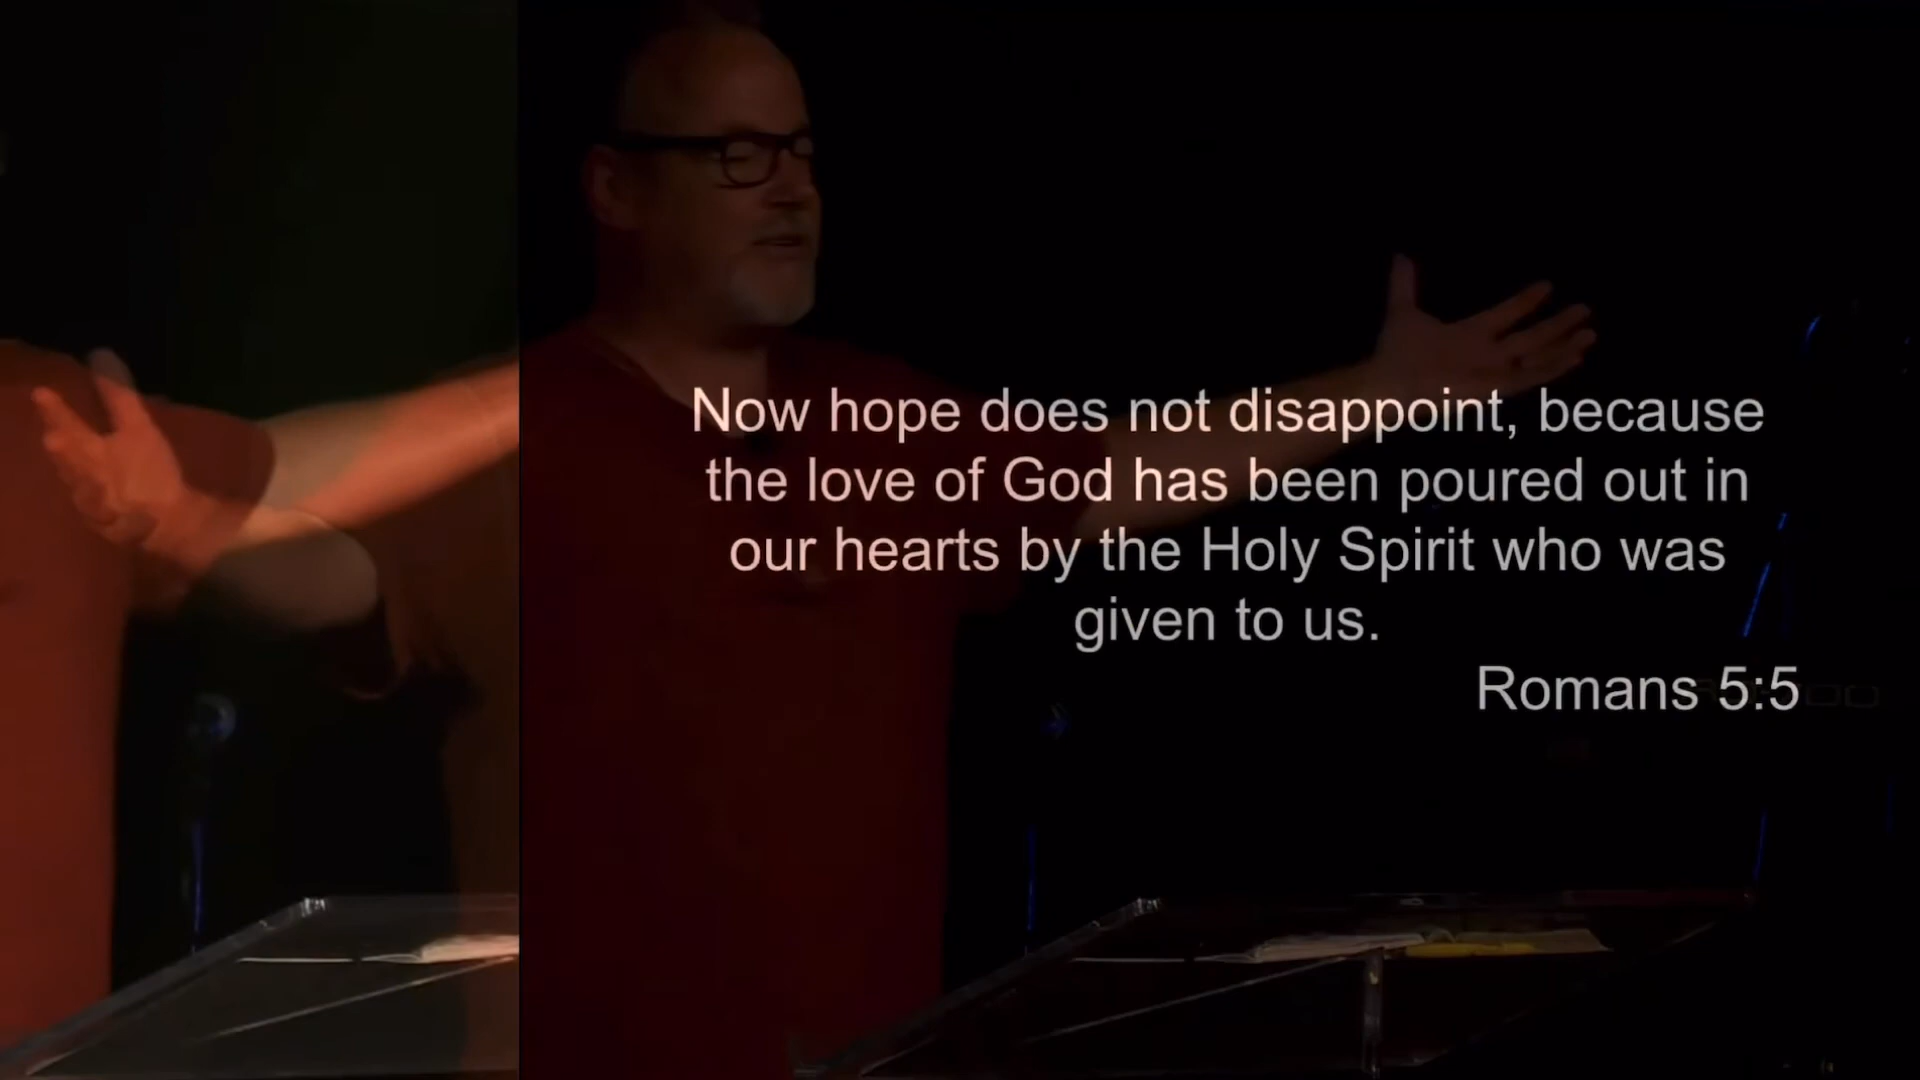 Now hope does not disappoint, because
the love of God has been poured out in
our hearts by the Holy Spirit who was
given to us.
Romans 5:5